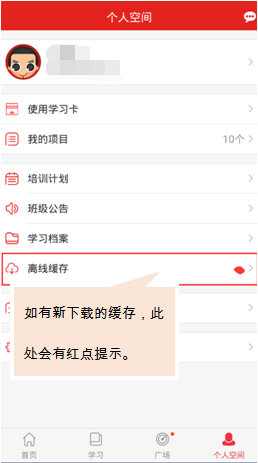 个人空间
使用学习卡
我的项目
10个
培训计划
班级公告
学习档案
离线缓存
如有新下载的缓存，此
处会有红点提示。
首页
学习
广场
个人空间